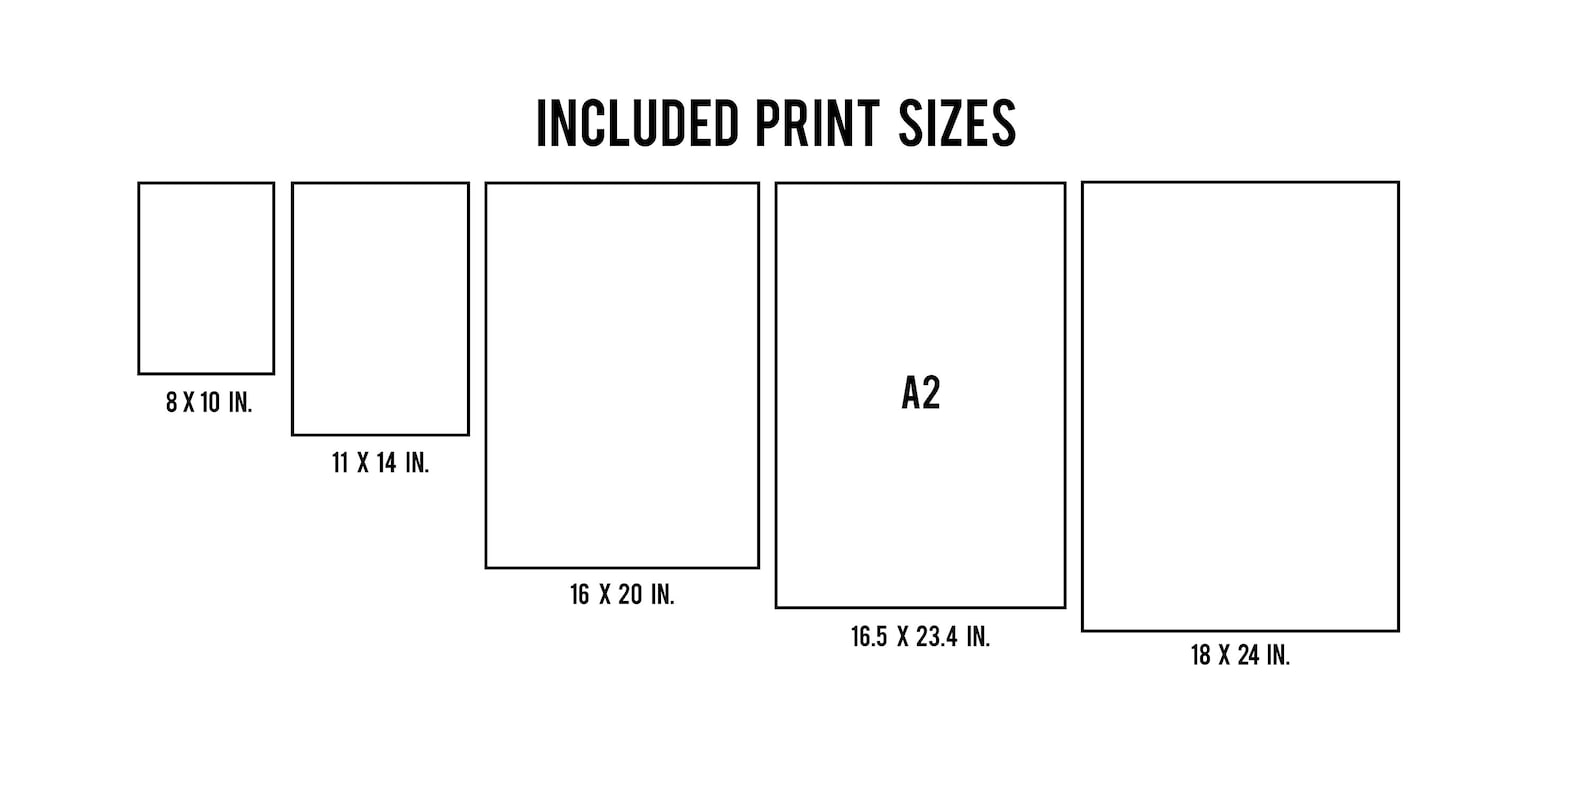 INCLUDED PRINT SIZES
8 X 10 IN.
11 X 14 IN.
16 X 20 IN.
A2
16.5 X 23.4 IN.
18 X 24 IN.